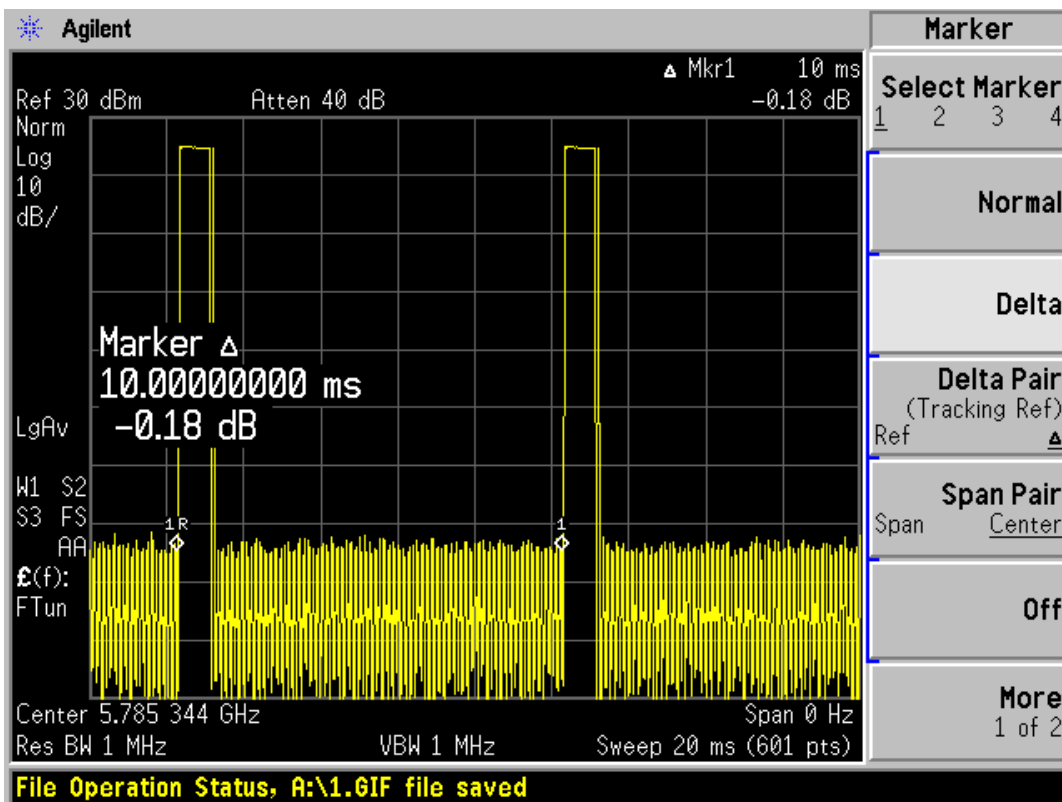 Agilent
Marker
Δ Mkr1 10 ms
Ref 30 dBm Atten 40 dB −0.18 dB
Norm
Log
10
dB/
Marker Δ
10.00000000 ms
−0.18 dB
LgAv
W1 S2
S3 FS
AA
£(f):
FTun
1R
1
Center 5.785 344 GHz Span 0 Hz
Res BW 1 MHz VBW 1 MHz Sweep 20 ms (601 pts)
File Operation Status, A:\1.GIF file saved
Select Marker
1 2 3 4
Normal
Delta
Delta Pair
(Tracking Ref)
Ref Δ
Span Pair
Span Center
Off
More
1 of 2